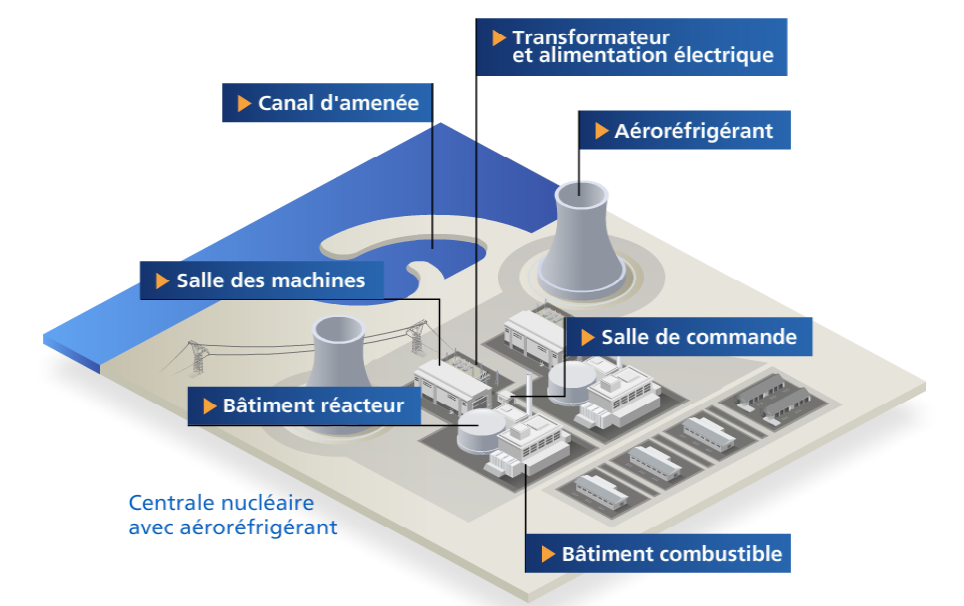 Transformateur
et alimentation électrique
Canal d'amenée
Aéroréfrigérant
Salle des machines
Salle de commande
Bâtiment réacteur
Centrale nucléaire
avec aéroréfrigérant
Bâtiment combustible